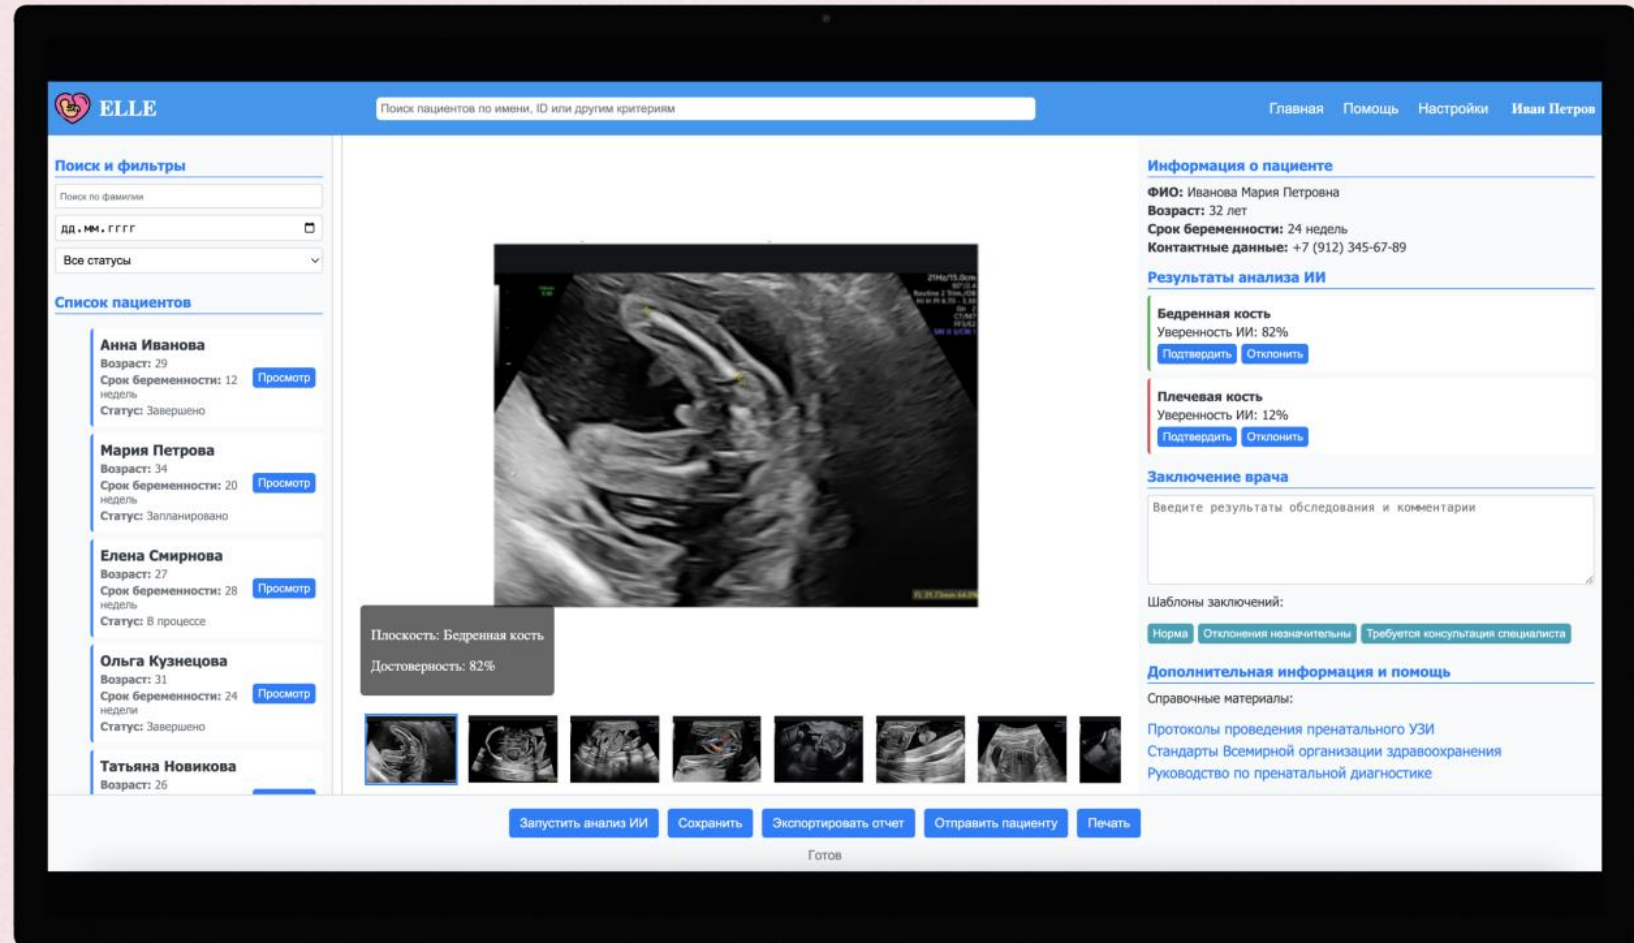 ELLE
Поиск пациентов по имени, ID или другим критериям
Главная Помощь Настройки Иван Петров
Поиск и фильтры
Поиск по фамилии
дд.мм.гггг
Все статусы
Список пациентов
Анна Иванова
Возраст: 29
Срок беременности: 12
недель
Статус: Завершено
Просмотр
Мария Петрова
Возраст: 34
Срок беременности: 20
недель
Статус: Запланировано
Просмотр
Елена Смирнова
Возраст: 27
Срок беременности: 28
недель
Статус: В процессе
Просмотр
Ольга Кузнецова
Возраст: 31
Срок беременности: 24
недели
Статус: Завершено
Просмотр
Татьяна Новикова
Возраст: 26
21Hz/15.0cm
Плоскость: Бедренная кость
Достоверность: 82%
Информация о пациенте
ФИО: Иванова Мария Петровна
Возраст: 32 лет
Срок беременности: 24 недель
Контактные данные: +7 (912) 345-67-89
Результаты анализа ИИ
Бедренная кость
Уверенность ИИ: 82%
Подтвердить Отклонить
Плечевая кость
Уверенность ИИ: 12%
Подтвердить Отклонить
Заключение врача
Введите результаты обследования и комментарии
Шаблоны заключений:
Норма Отклонения незначительны Требуется консультация специалиста
Дополнительная информация и помощь
Справочные материалы:
Протоколы проведения пренатального УЗИ
Стандарты Всемирной организации здравоохранения
Руководство по пренатальной диагностике
Запустить анализ ИИ Сохранить Экспортировать отчет Отправить пациенту Печать
Готов